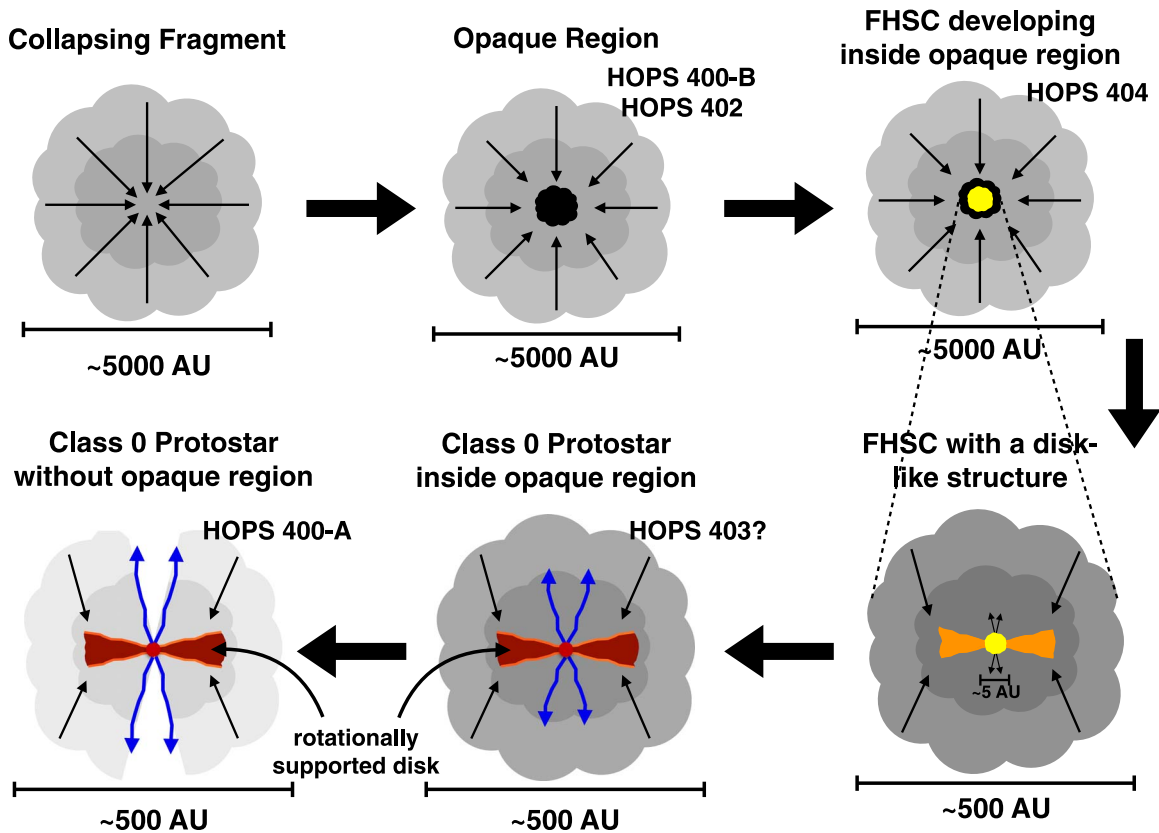 Collapsing Fragment
~5000 AU
Opaque Region
HOPS 400-B
HOPS 402
~5000 AU
FHSC developing
inside opaque region
HOPS 404
~5000 AU
FHSC with a disk-
like structure
~5 AU
~500 AU
Class 0 Protostar
inside opaque region
HOPS 403?
~500 AU
Class 0 Protostar
without opaque region
HOPS 400-A
rotationally
supported disk
~500 AU